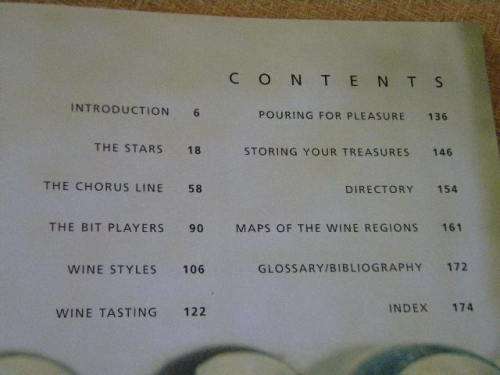 CONTENTS
INTRODUCTION 6
THE STARS 18
THE CHORUS LINE 58
THE BIT PLAYERS 90
WINE STYLES 106
WINE TASTING 122
POURING FOR PLEASURE 136
STORING YOUR TREASURES 146
DIRECTORY 154
MAPS OF THE WINE REGIONS 161
GLOSSARY/BIBLIOGRAPHY 172
INDEX 174